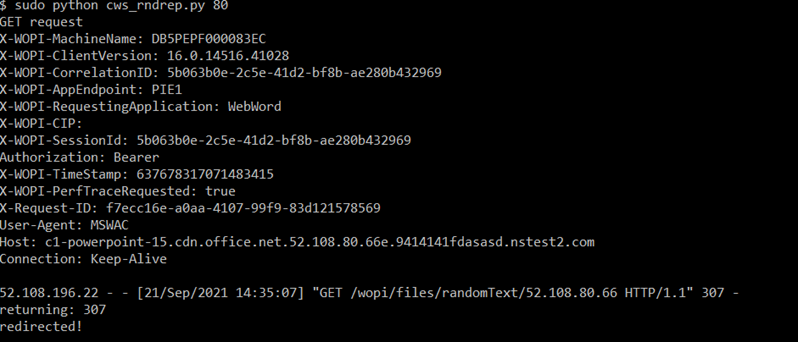 $ sudo python cws_rndrep.py 80
GET request
X-WOPI-MachineName: DB5PEPF000083EC
X-WOPI-ClientVersion: 16.0.14516.41028
X-WOPI-CorrelationID: 5b063b0e-2c5e-41d2-bf8b-ae280b432969
X-WOPI-AppEndpoint: PIE1
X-WOPI-RequestingApplication: WebWord
X-WOPI-CIP:
X-WOPI-SessionId: 5b063b0e-2c5e-41d2-bf8b-ae280b432969
Authorization: Bearer
X-WOPI-TimeStamp: 637678317071483415
X-WOPI-PerfTraceRequested: true
X-Request-ID: f7ecc16e-a0aa-4107-99f9-83d121578569
User-Agent: MSWAC
Host: c1-powerpoint-15.cdn.office.net.52.108.80.66e.9414141fdasasd.nstest2.com
Connection: Keep-Alive
52.108.196.22 - - [21/Sep/2021 14:35:07] "GET /wopi/files/randomText/52.108.80.66 HTTP/1.1" 307 -
returning: 307
redirected!